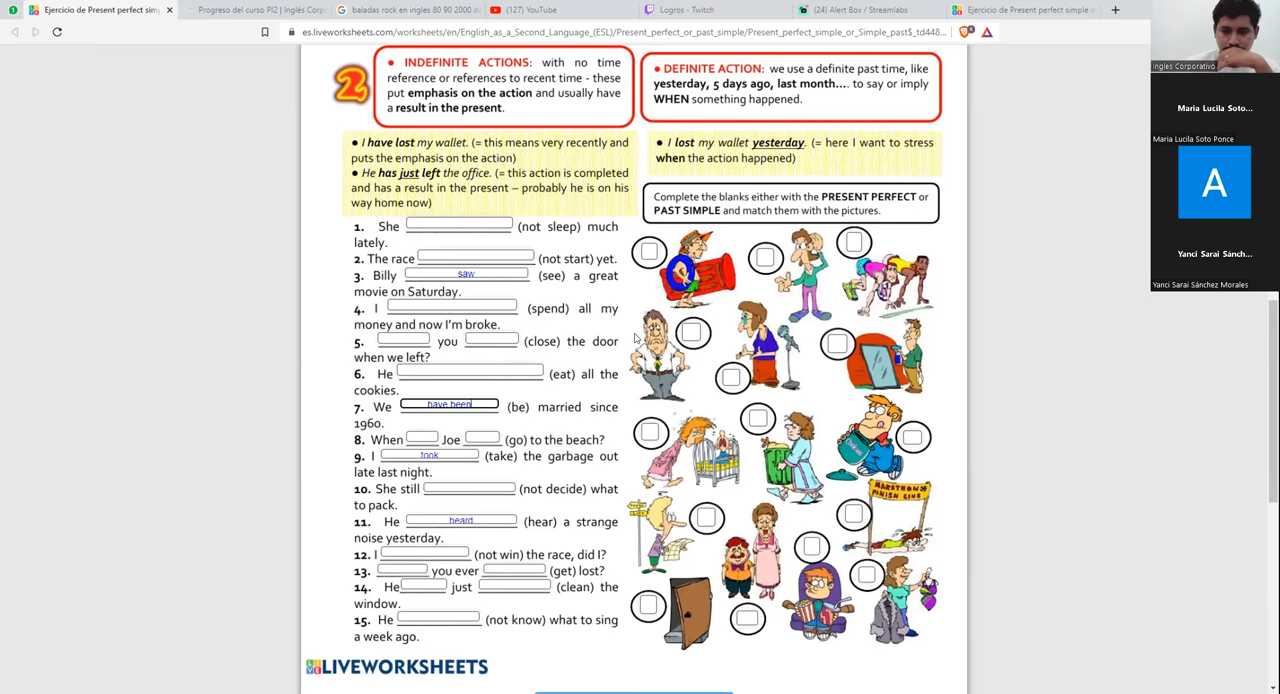 Ejercicio de Present perfect sim
Progreso del curso PI2 | Inglés Corp
baladas rock en ingles 80 90 2000 d
(127) YouTube
Logros - Twitch
(24) Alert Box / Streamlabs
Ejercicio de Present perfect simple o
es.liveworksheets.com/worksheets/en/English_as_a_Second_Language_(ESL)/Present_perfect_or_past_simple/Present_perfect_simple_or_Simple_past$_td448...
2
• INDEFINITE ACTIONS: with no time
reference or references to recent time - these
put emphasis on the action and usually have
a result in the present.
• DEFINITE ACTION: we use a definite past time, like
yesterday, 5 days ago, last month.... to say or imply
WHEN something happened.
• I have lost my wallet. (= this means very recently and
puts the emphasis on the action)
• He has just left the office. (= this action is completed
and has a result in the present – probably he is on his
way home now)
• I lost my wallet yesterday. (= here I want to stress
when the action happened)
Complete the blanks either with the PRESENT PERFECT or
PAST SIMPLE and match them with the pictures.
1. She (not sleep) much
lately.
2. The race (not start) yet.
3. Billy saw (see) a great
movie on Saturday.
4. I (spend) all my
money and now I'm broke.
5. you (close) the door
when we left?
6. He (eat) all the
cookies.
7. We have been (be) married since
1960.
8. When Joe (go) to the beach?
9. I took (take) the garbage out
late last night.
10. She still (not decide) what
to pack.
11. He heard (hear) a strange
noise yesterday.
12. I (not win) the race, did I?
13. you ever (get) lost?
14. He just (clean) the
window.
15. He (not know) what to sing
a week ago.
MARATHON
FINISH LINE
LIVEWORKSHEETS
Ingles Corporativo
Maria Lucila Soto...
Maria Lucila Soto Ponce
A
Yanci Sarai Sánch...
Yanci Sarai Sánchez Morales